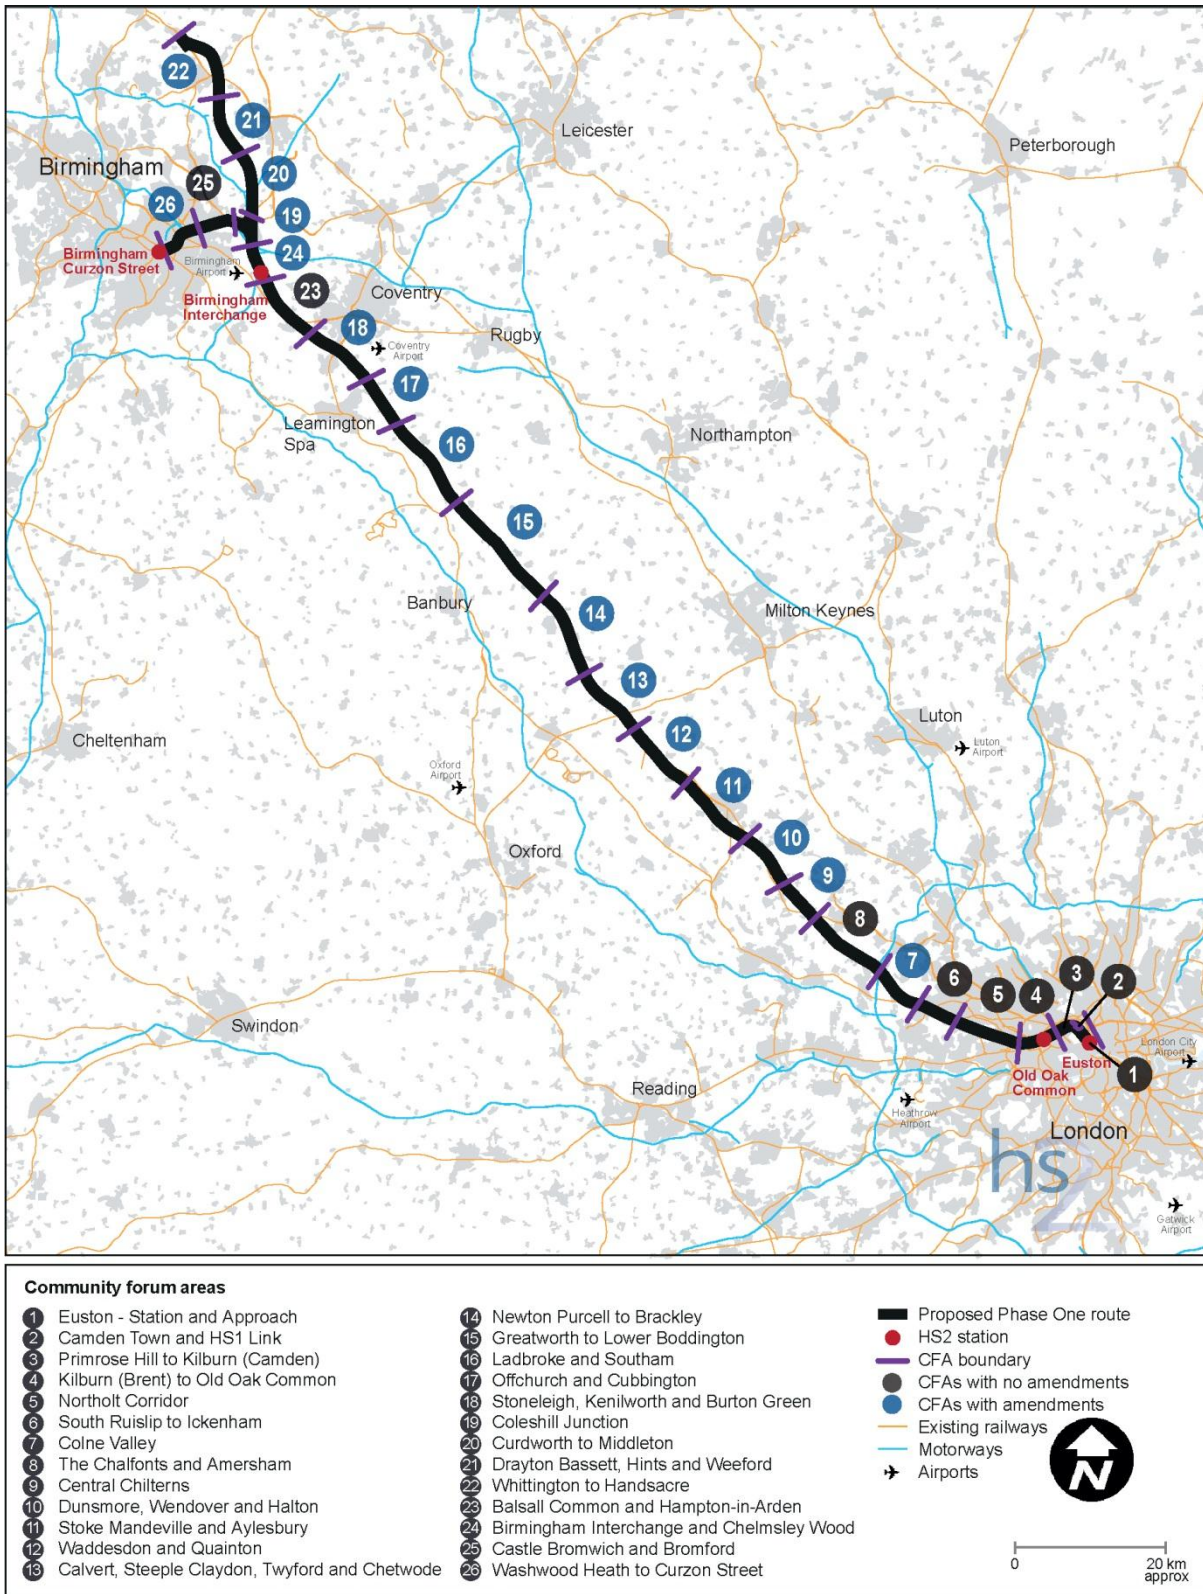 22
21
Leicester
Peterborough
Birmingham
25
20
26
19
Birmingham
Curzon Street
Birmingham
Airport
24
Birmingham
Interchange
23
Coventry
18
Coventry
Airport
Rugby
17
Leamington
Spa
16
Northampton
15
Banbury
14
Milton Keynes
13
12
Luton
Luton
Airport
Cheltenham
Oxford
Airport
11
10
Oxford
9
8
7
6
5
4
3
2
Swindon
Euston
Old Oak
Common
London City
Airport
1
Reading
Heathrow
Airport
London
hs2
Gatwick
Airport
Community forum areas
1 Euston - Station and Approach
2 Camden Town and HS1 Link
3 Primrose Hill to Kilburn (Camden)
4 Kilburn (Brent) to Old Oak Common
5 Northolt Corridor
6 South Ruislip to Ickenham
7 Colne Valley
8 The Chalfonts and Amersham
9 Central Chilterns
10 Dunsmore, Wendover and Halton
11 Stoke Mandeville and Aylesbury
12 Waddesdon and Quainton
13 Calvert, Steeple Claydon, Twyford and Chetwode
14 Newton Purcell to Brackley
15 Greatworth to Lower Boddington
16 Ladbroke and Southam
17 Offchurch and Cubbington
18 Stoneleigh, Kenilworth and Burton Green
19 Coleshill Junction
20 Curdworth to Middleton
21 Drayton Bassett, Hints and Weeford
22 Whittington to Handsacre
23 Balsall Common and Hampton-in-Arden
24 Birmingham Interchange and Chelmsley Wood
25 Castle Bromwich and Bromford
26 Washwood Heath to Curzon Street
Proposed Phase One route
HS2 station
CFA boundary
CFAs with no amendments
CFAs with amendments
Existing railways
Motorways
Airports
N
0 20 km
approx